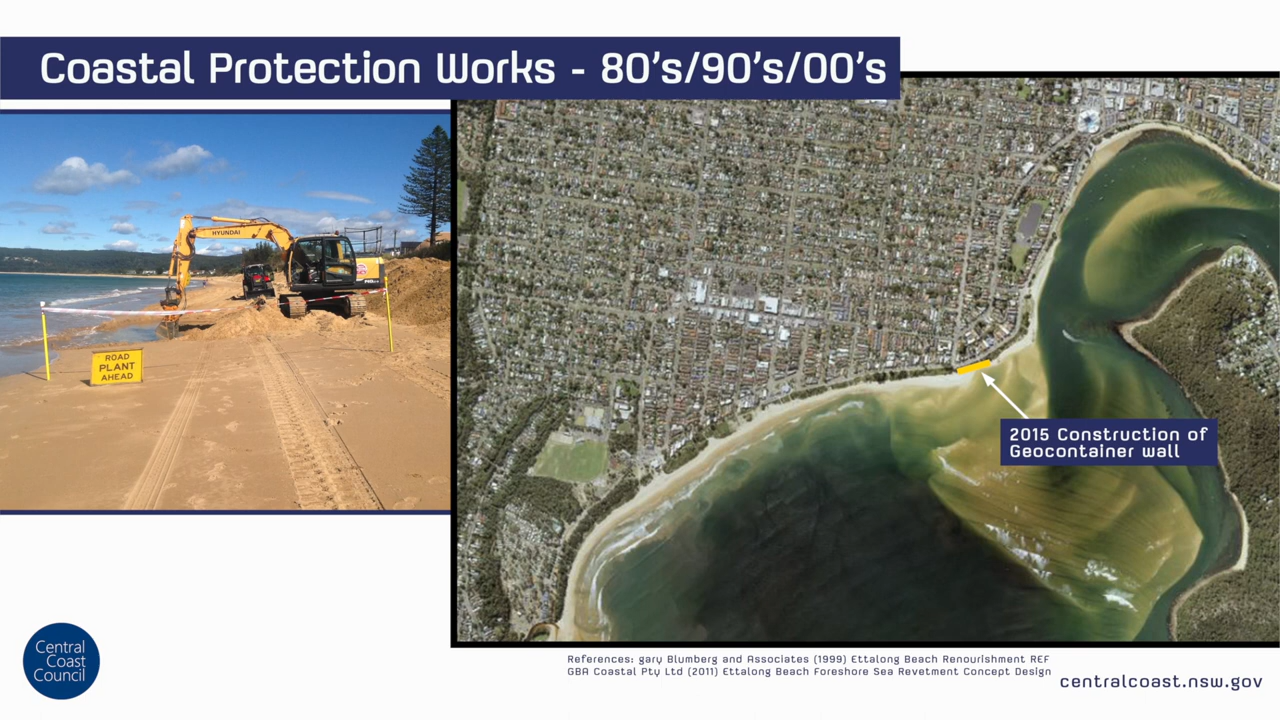 Coastal Protection Works - 80's/90's/00's
HYUNDAI
ROAD
PLANT
AHEAD
2015 Construction of
Geocontainer wall
Central
Coast
Council
References: gary Blumberg and Associates (1999) Ettalong Beach Renourishment REF
GBA Coastal Pty Ltd (2011) Ettalong Beach Foreshore Sea Revetment Concept Design
centralcoast.nsw.gov